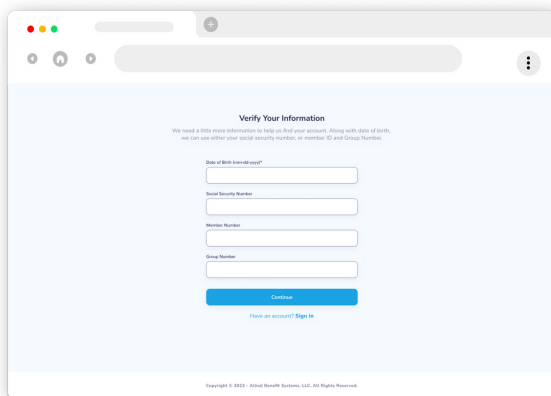 Verify Your Information
We need a little more information to help us find your account. Along with date of birth,
we can use either your social security number, or member ID and Group Number.
Date of Birth (mm-dd-yyyy)*
Social Security Number
Member Number
Group Number
Continue
Have an account? Sign In
Copyright © 2023 - Allied Benefit Systems, LLC. All Rights Reserved.